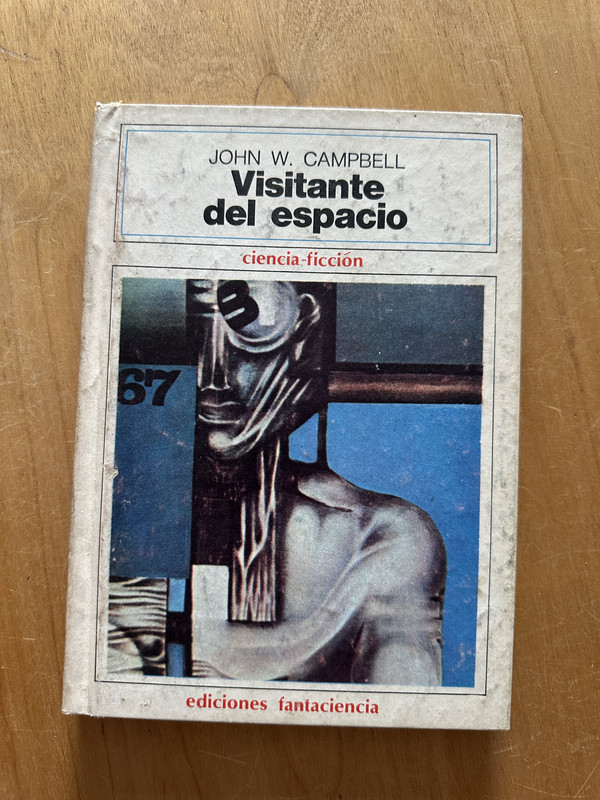 JOHN W. CAMPBELL
Visitante
del espacio
ciencia-ficción
B
67
ediciones fantaciencia